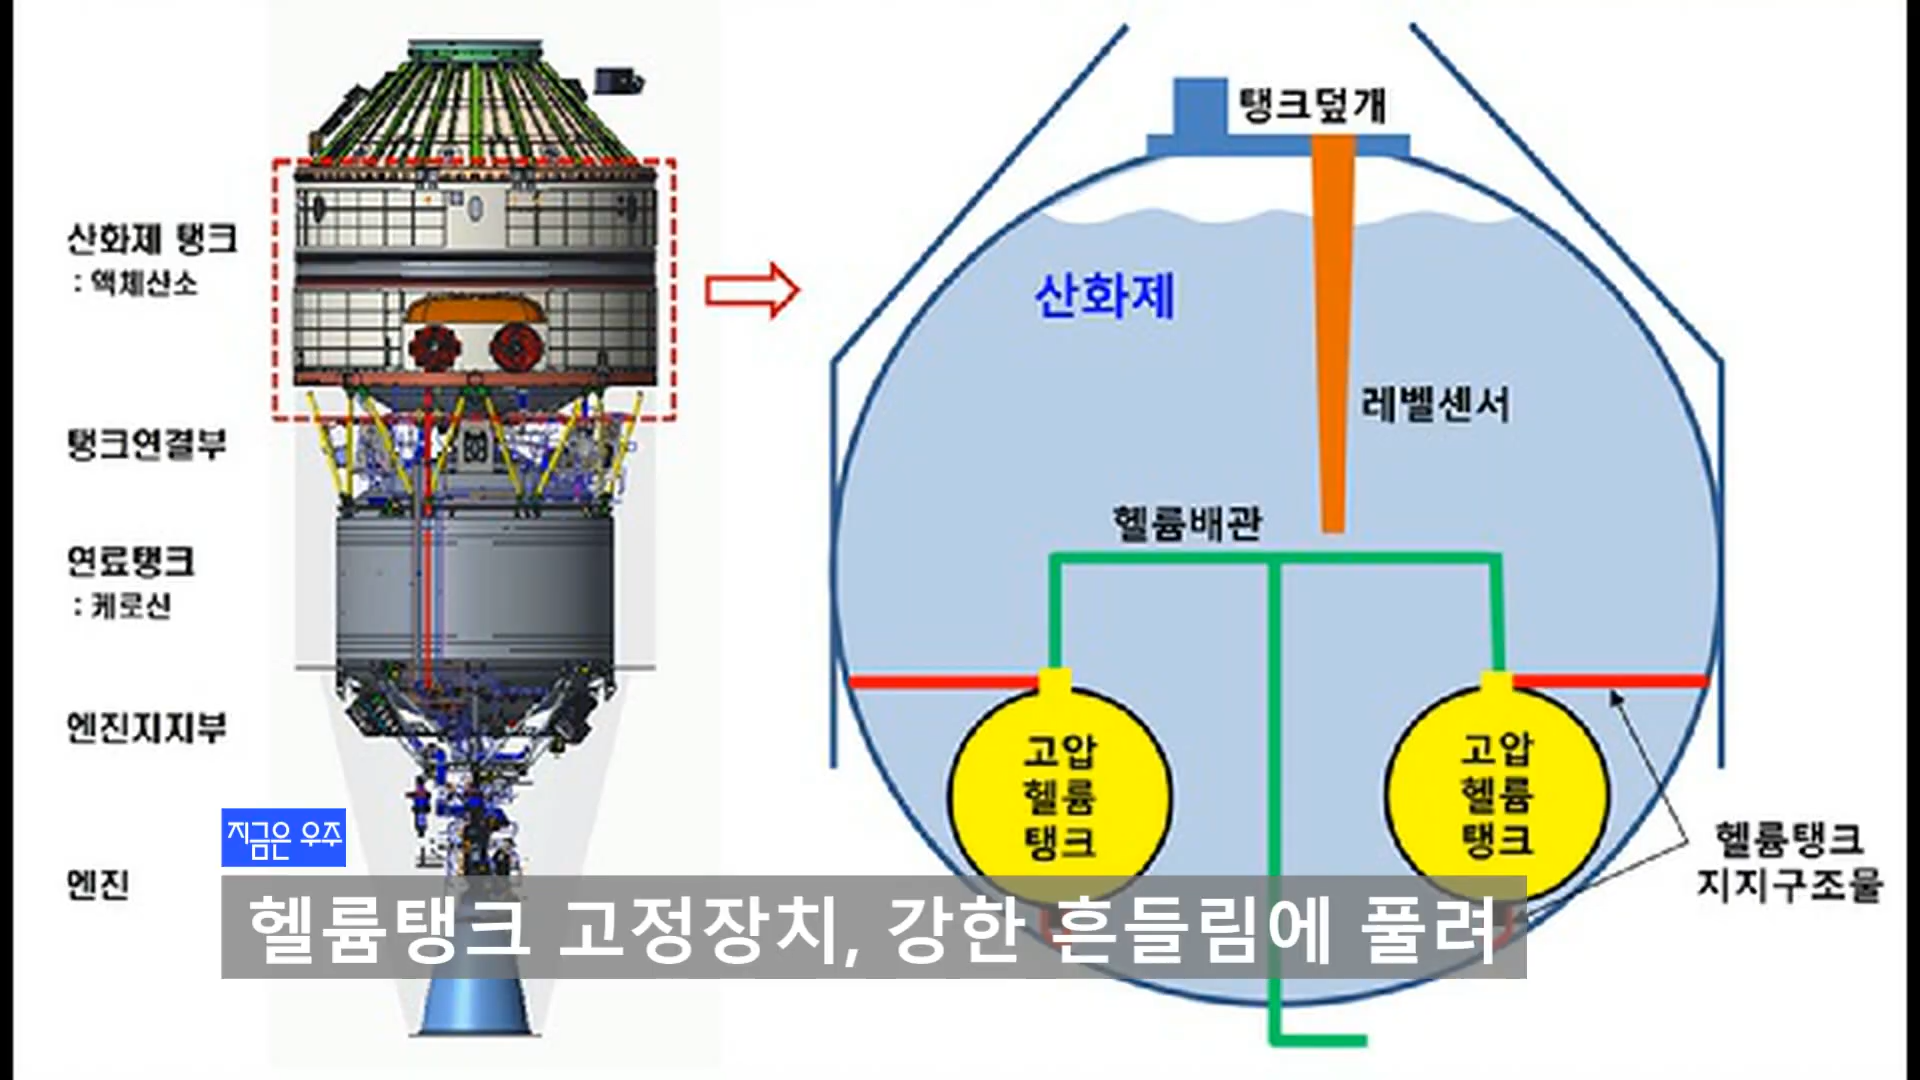 산화제 탱크
: 액체산소
탱크연결부
연료탱크
: 케로신
엔진지지부
엔진
탱크덮개
산화제
레벨센서
헬륨배관
고압
헬륨
탱크
고압
헬륨
탱크
헬륨탱크
지지구조물
지금은 우주
헬륨탱크 고정장치, 강한 흔들림에 풀려